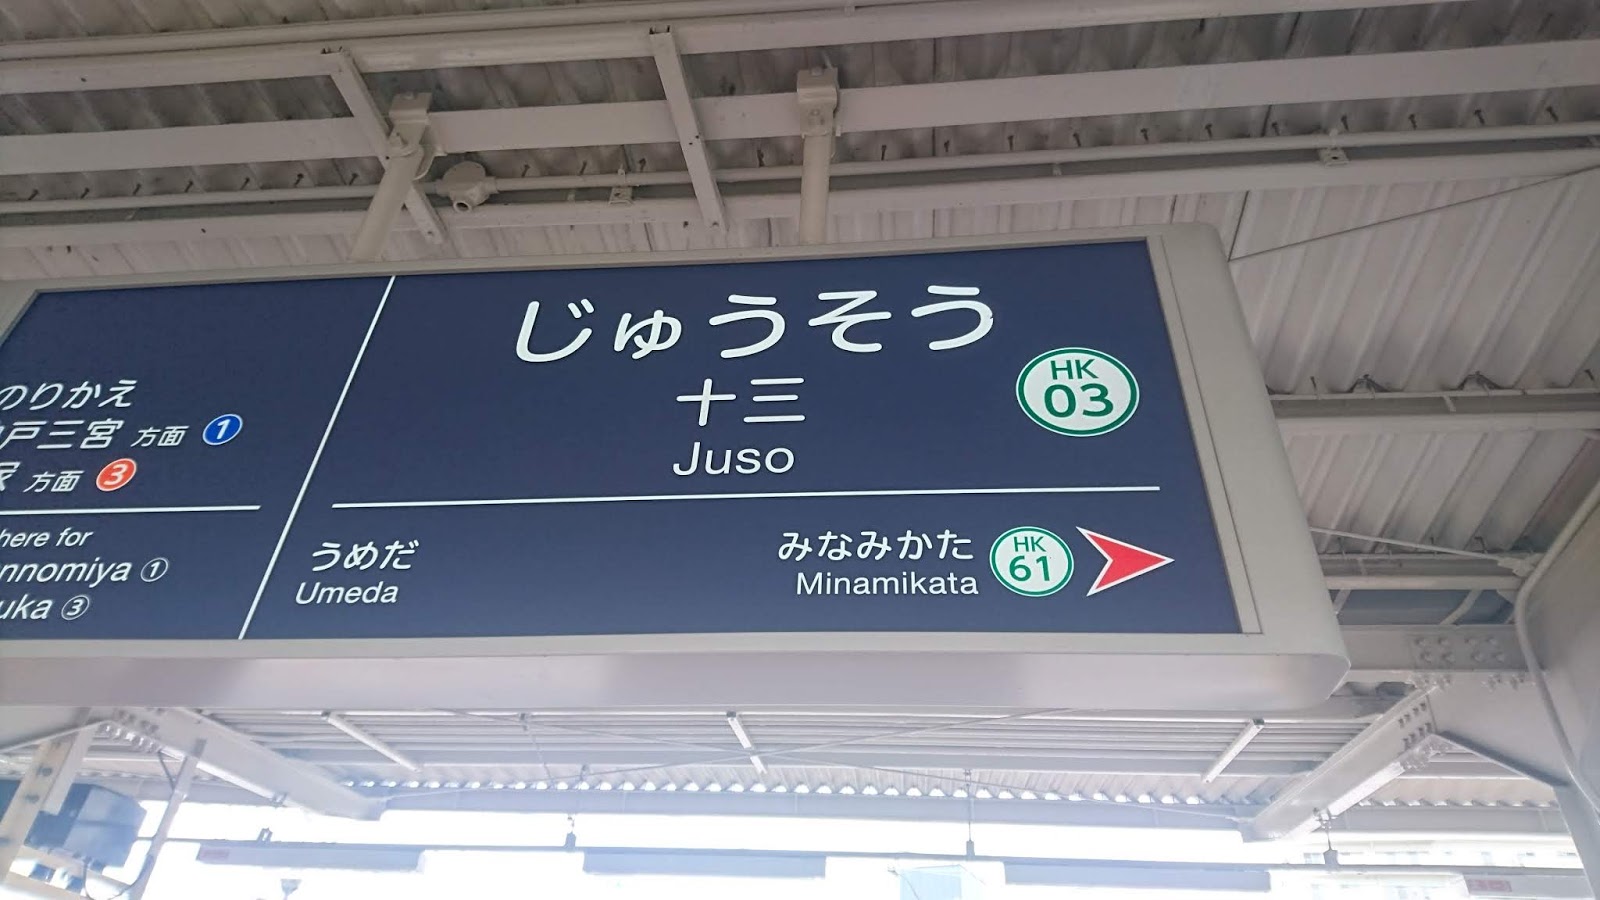 のりかえ
戸三宮 方面 1
方面 3
here for
nnomiya 1
uka 3
じゅうそう
十三
Juso
HK
03
うめだ
Umeda
みなみかた
Minamikata
HK
61